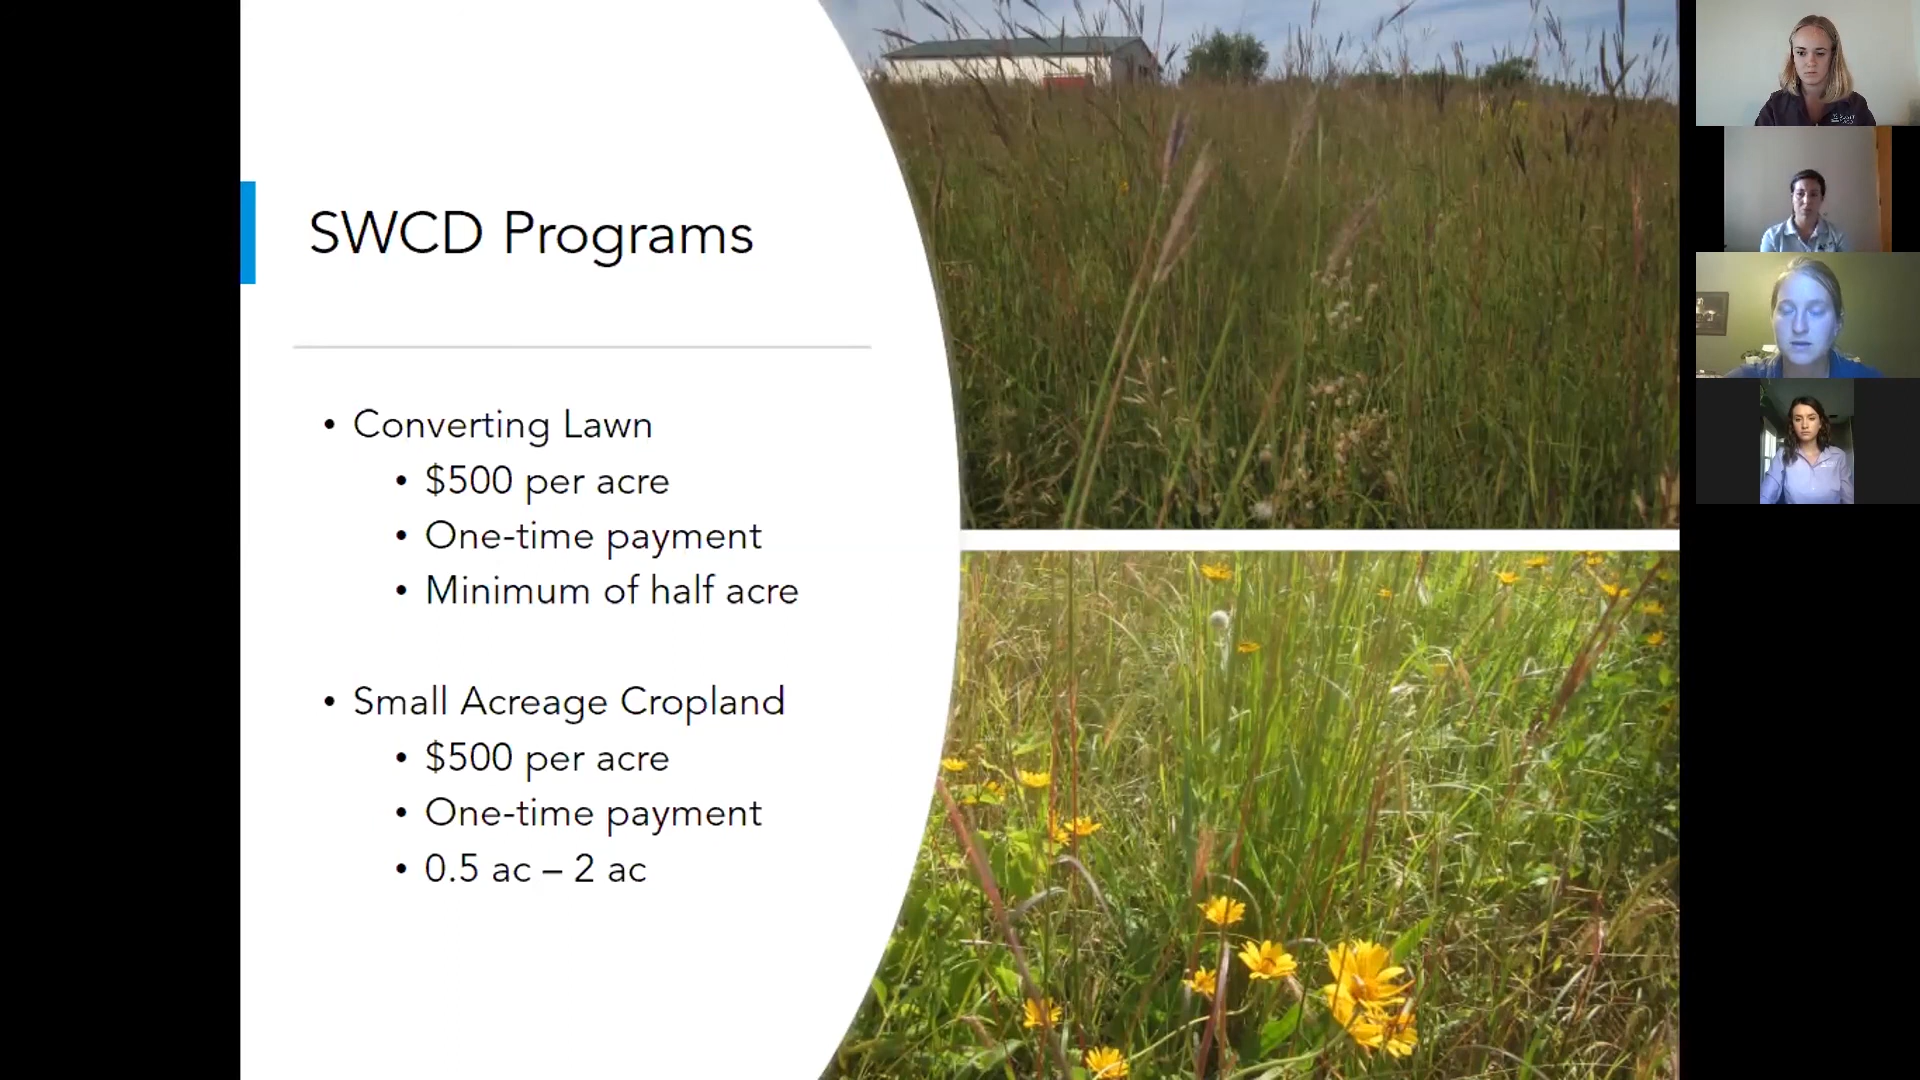 SWCD Programs
• Converting Lawn
• $500 per acre
• One-time payment
• Minimum of half acre
• Small Acreage Cropland
• $500 per acre
• One-time payment
• 0.5 ac – 2 ac